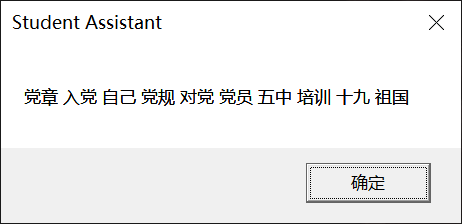 Student Assistant
党章 入党 自己 党规 对党 党员 五中 培训 十九 祖国
确定